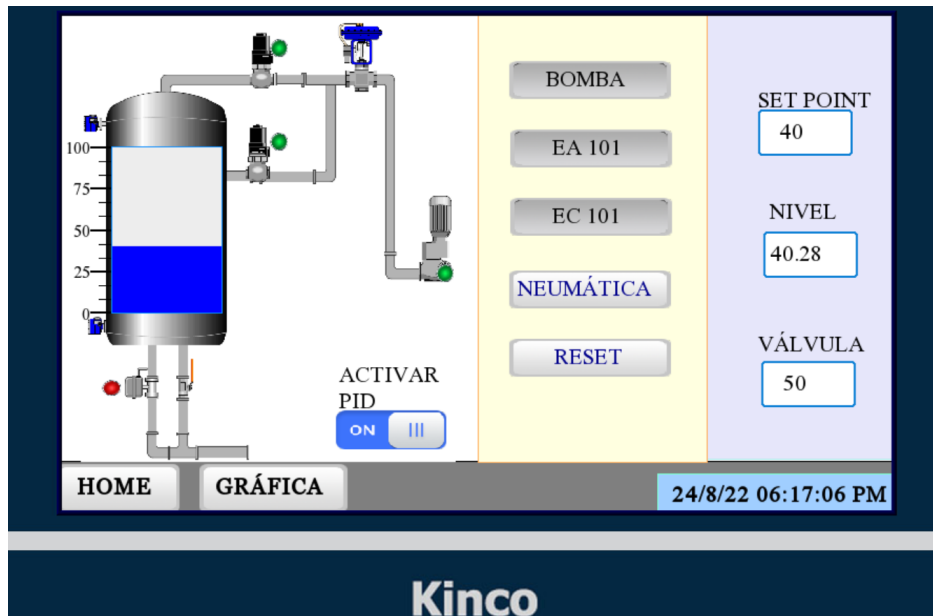 BOMBA
EA 101
EC 101
NEUMÁTICA
RESET
SET POINT
40
NIVEL
40.28
VÁLVULA
50
100
75
50
25
0
ACTIVAR
PID
ON
HOME
GRÁFICA
24/8/22 06:17:06 PM
Kinco